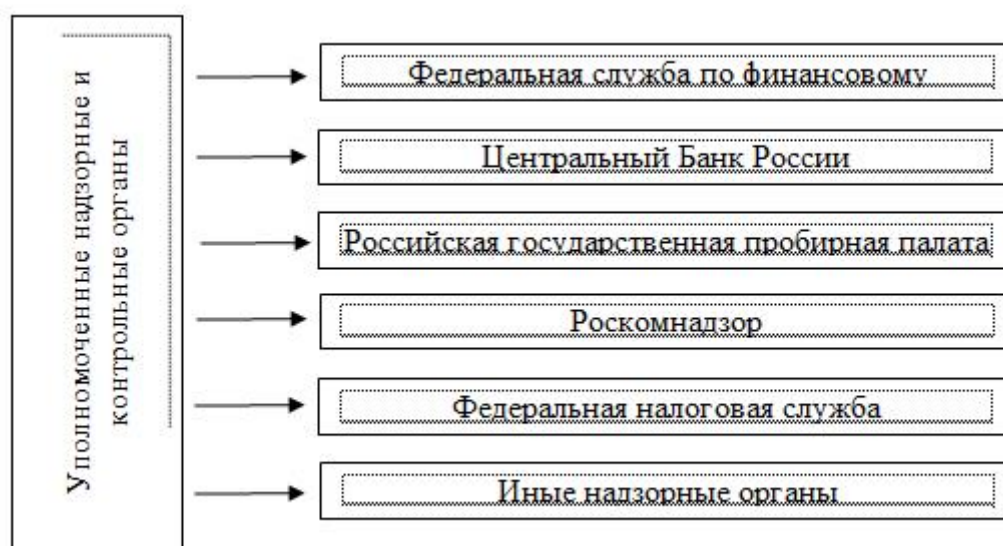 Уполномоченные надзорные и
контрольные органы
Федеральная служба по финансовому
Центральный Банк России
Российская государственная пробирная палата
Роскомнадзор
Федеральная налоговая служба
Иные надзорные органы